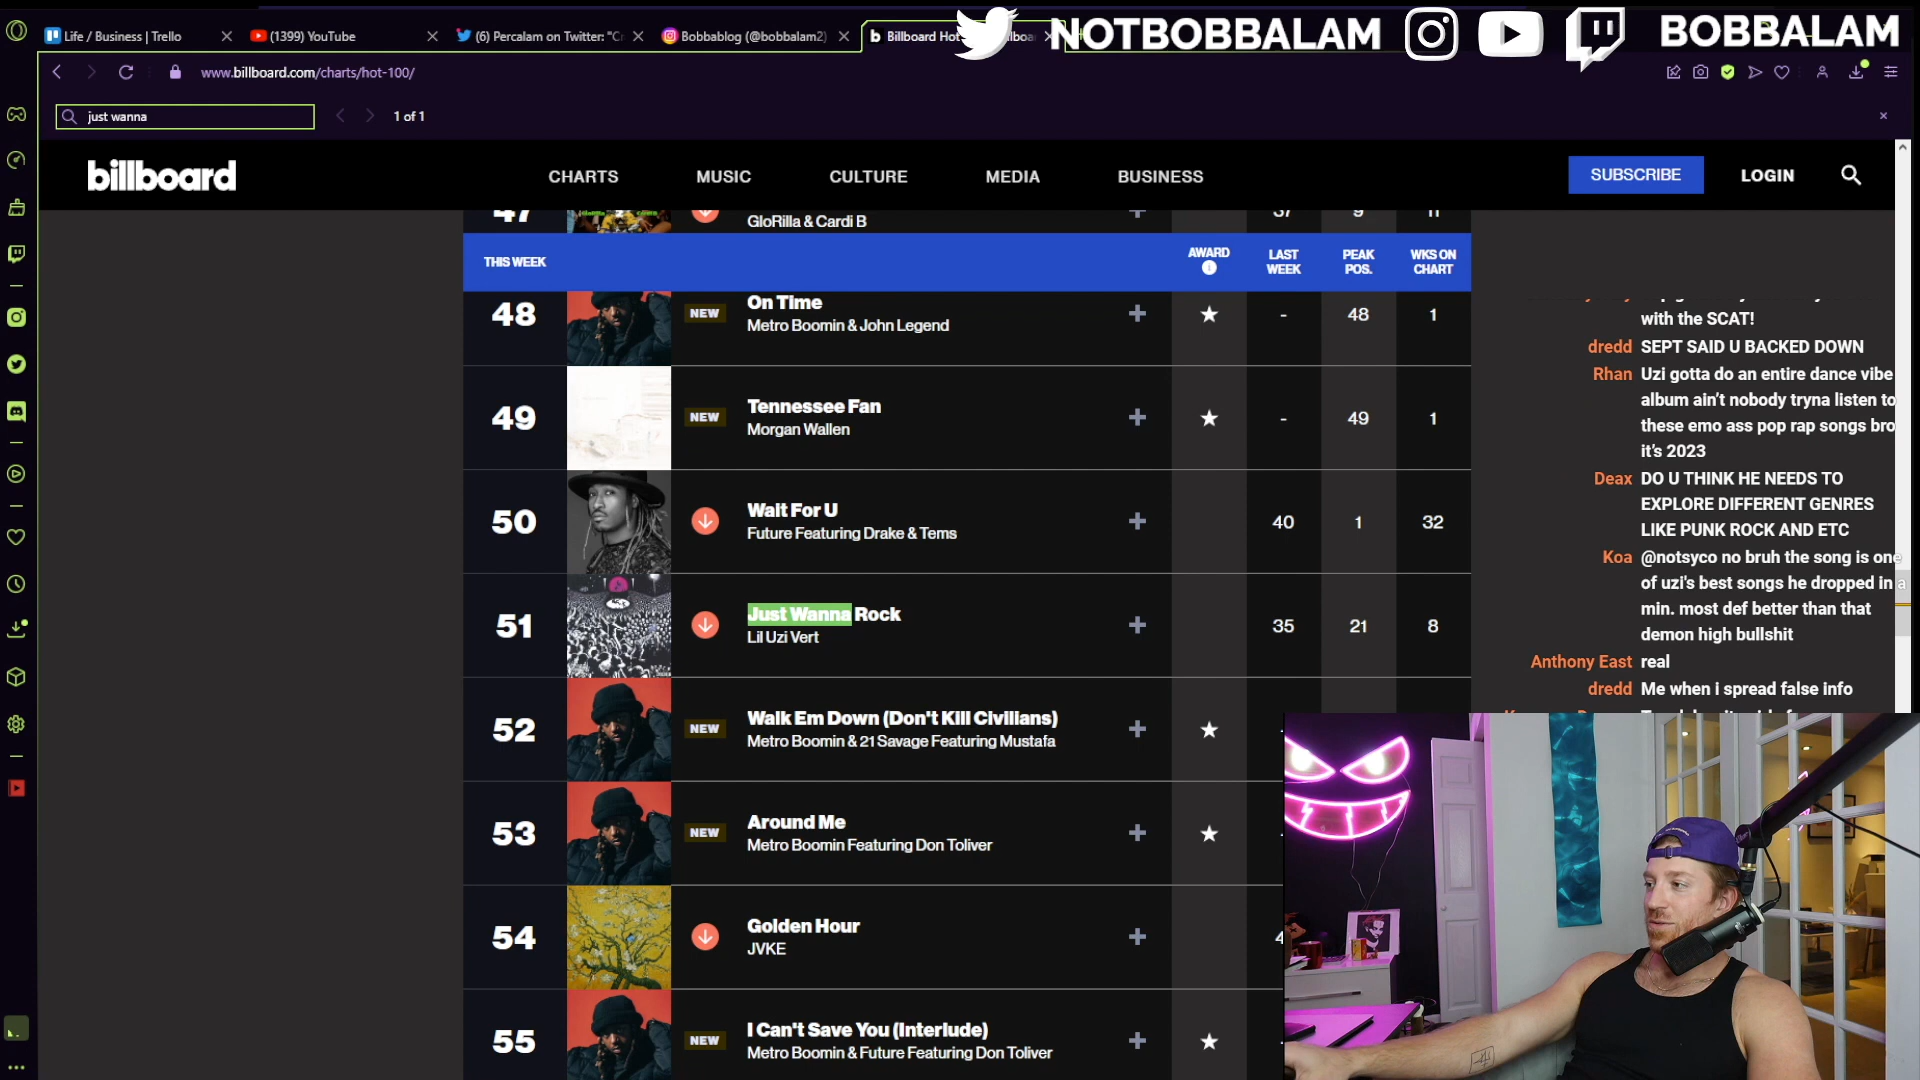 Life / Business | Trello
(1399) YouTube
(6) Percalam on Twitter: "C
Bobbablog (@bobbalam2)
Billboard Hot
NOTBOBBALAM
BOBBALAM
www.billboard.com/charts/hot-100/
just wanna
1 of 1
billboard
CHARTS
MUSIC
CULTURE
MEDIA
BUSINESS
SUBSCRIBE
LOGIN
47
GloRilla & Cardi B
37
9
11
THIS WEEK
AWARD
LAST WEEK
PEAK POS.
WKS ON CHART
48
NEW
On Time
Metro Boomin & John Legend
-
48
1
49
NEW
Tennessee Fan
Morgan Wallen
-
49
1
50
Wait For U
Future Featuring Drake & Tems
40
1
32
51
Just Wanna Rock
Lil Uzi Vert
35
21
8
52
NEW
Walk Em Down (Don't Kill Civilians)
Metro Boomin & 21 Savage Featuring Mustafa
53
NEW
Around Me
Metro Boomin Featuring Don Toliver
54
Golden Hour
JVKE
4
55
NEW
I Can't Save You (Interlude)
Metro Boomin & Future Featuring Don Toliver
with the SCAT!
dredd SEPT SAID U BACKED DOWN
Rhan Uzi gotta do an entire dance vibe
album ain't nobody tryna listen to
these emo ass pop rap songs bro
it's 2023
Deax DO U THINK HE NEEDS TO
EXPLORE DIFFERENT GENRES
LIKE PUNK ROCK AND ETC
Koa @notsyco no bruh the song is one
of uzi's best songs he dropped in a
min. most def better than that
demon high bullshit
Anthony East real
dredd Me when i spread false info